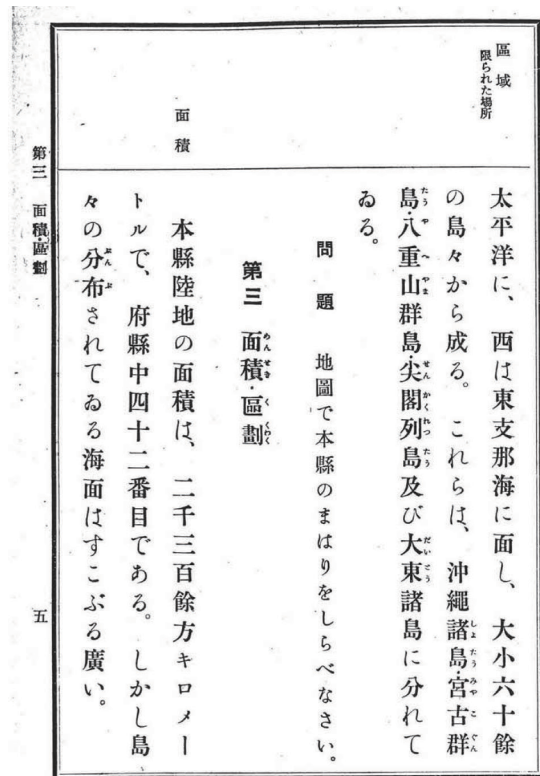 區域
限られた場所
面積
太平洋に、西は東支那海に面し、大小六十餘
の島々から成る。これらは、沖繩諸島・宮古群
島・八重山群島・尖閣列島及び大東諸島に分れて
ゐる。
問題 地圖で本縣のまはりをしらべなさい。
第三 面積・區劃
本縣陸地の面積は、二千三百餘方キロメー
トルで、府縣中四十二番目である。しかし島
々の分布されてゐる海面はすこぶる廣い。
第三 面積・區劃
五